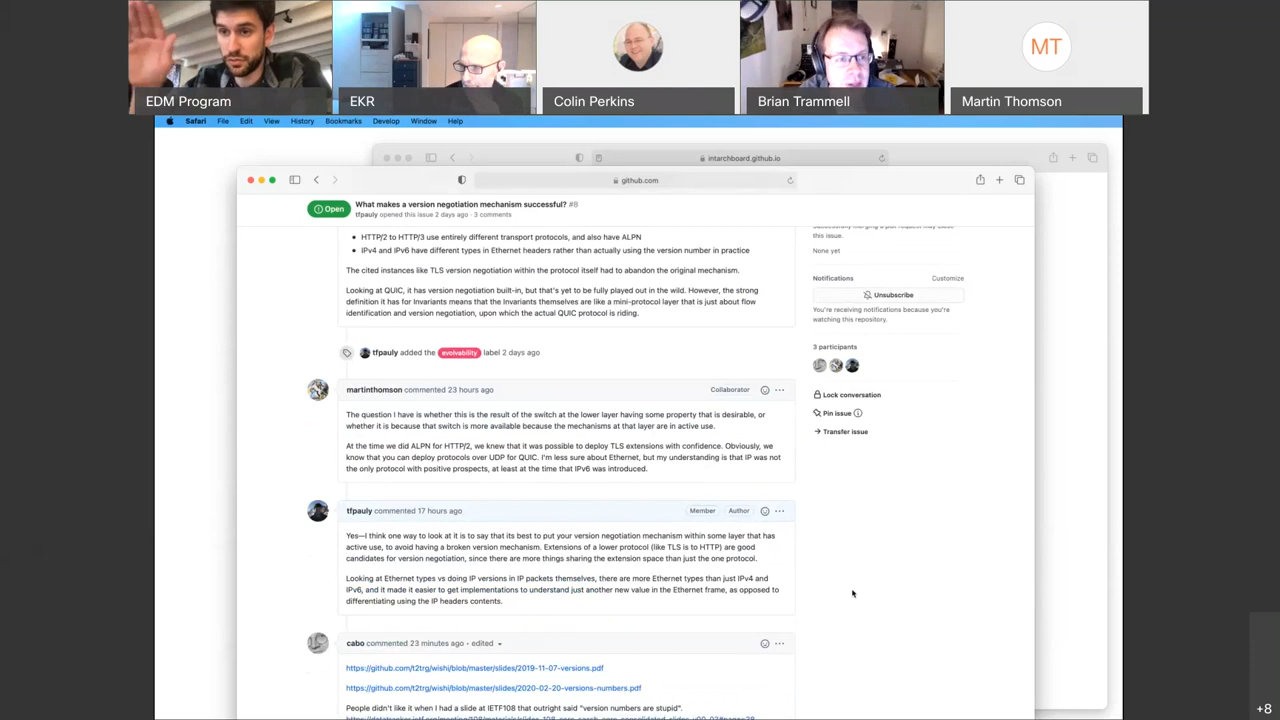 MT
EDM Program
EKR
Colin Perkins
Brian Trammell
Martin Thomson
Safari File Edit View History Bookmarks Develop Window Help
intarchboard.github.io
github.com
Open
What makes a version negotiation mechanism successful? #8
tfpauly opened this issue 2 days ago · 3 comments
• HTTP/2 to HTTP/3 use entirely different transport protocols, and also have ALPN
• IPv4 and IPv6 have different types in Ethernet headers rather than actually using the version number in practice
The cited instances like TLS version negotiation within the protocol itself had to abandon the original mechanism.
Looking at QUIC, it has version negotiation built-in, but that's yet to be fully played out in the wild. However, the strong
definition it has for Invariants means that the Invariants themselves are like a mini-protocol layer that is just about flow
identification and version negotiation, upon which the actual QUIC protocol is riding.
Successfully merging a pull request may close
this issue.
None yet
Notifications Customize
Unsubscribe
You're receiving notifications because you're
watching this repository.
3 participants
Lock conversation
Pin issue
Transfer issue
tfpauly added the evolvability label 2 days ago
martinthomson commented 23 hours ago Collaborator
The question I have is whether this is the result of the switch at the lower layer having some property that is desirable, or
whether it is because that switch is more available because the mechanisms at that layer are in active use.
At the time we did ALPN for HTTP/2, we knew that it was possible to deploy TLS extensions with confidence. Obviously, we
know that you can deploy protocols over UDP for QUIC. I'm less sure about Ethernet, but my understanding is that IP was not
the only protocol with positive prospects, at least at the time that IPv6 was introduced.
tfpauly commented 17 hours ago Member Author
Yes—I think one way to look at it is to say that its best to put your version negotiation mechanism within some layer that has
active use, to avoid having a broken version mechanism. Extensions of a lower protocol (like TLS is to HTTP) are good
candidates for version negotiation, since there are more things sharing the extension space than just the one protocol.
Looking at Ethernet types vs doing IP versions in IP packets themselves, there are more Ethernet types than just IPv4 and
IPv6, and it made it easier to get implementations to understand just another new value in the Ethernet frame, as opposed to
differentiating using the IP headers contents.
cabo commented 23 minutes ago • edited
https://github.com/t2trg/wishi/blob/master/slides/2019-11-07-versions.pdf
https://github.com/t2trg/wishi/blob/master/slides/2020-02-20-versions-numbers.pdf
People didn't like it when I had a slide at IETF108 that outright said "version numbers are stupid".
+8